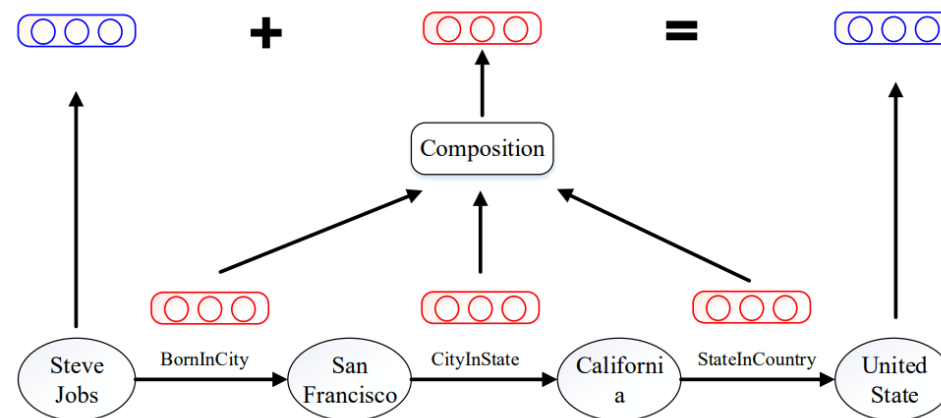 +
=
Composition
Steve
Jobs
BornInCity
San
Francisco
CityInState
Californi
a
StateInCountry
United
State